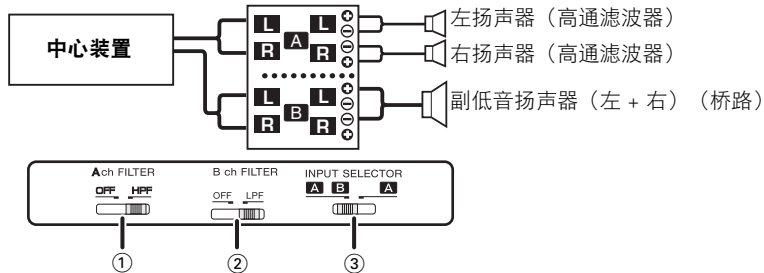 左扬声器（高通滤波器）
中心装置
L L
A
R R
右扬声器（高通滤波器）
L L
B
R R
副低音扬声器（左 + 右）（桥路）
Ach FILTER B ch FILTER INPUT SELECTOR
OFF HPF OFF LPF A B A
① ② ③